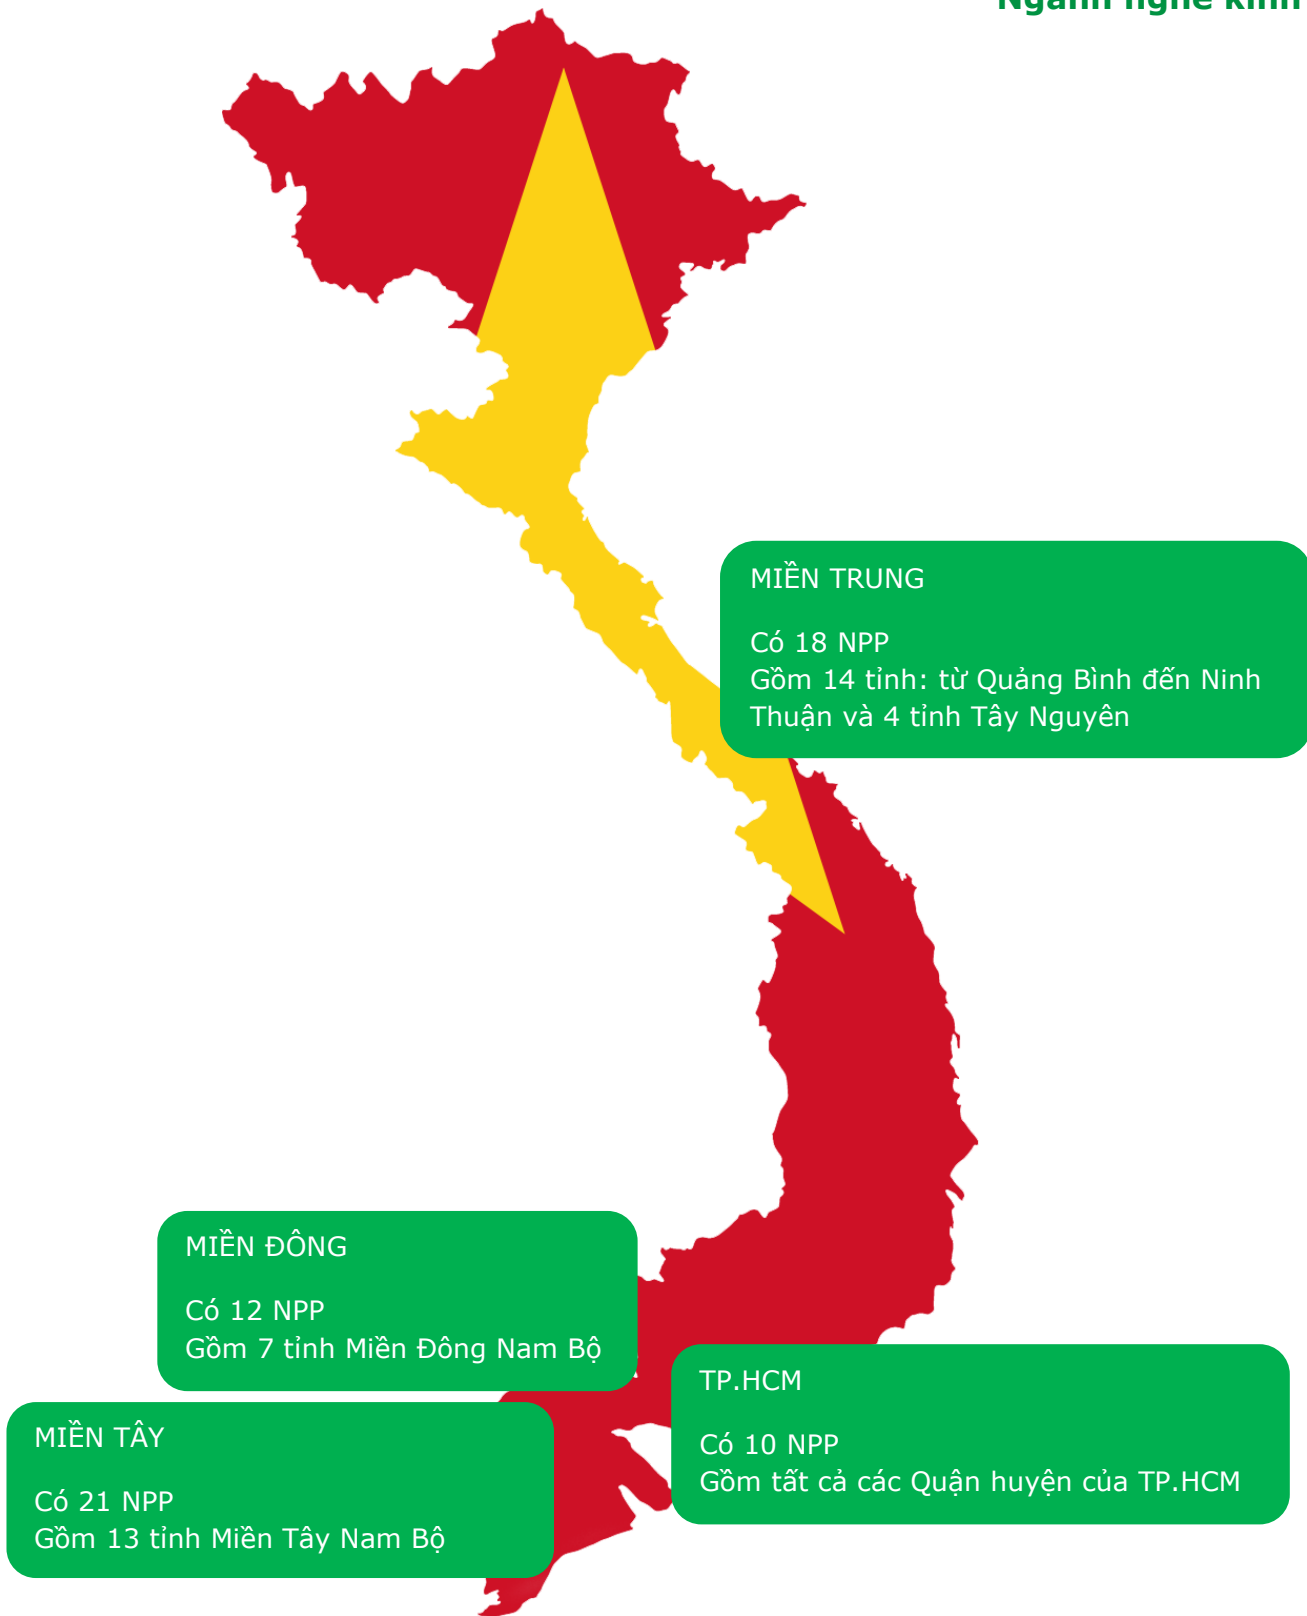 Ngành nghề kinh
MIỀN TRUNG
Có 18 NPP
Gồm 14 tỉnh: từ Quảng Bình đến Ninh
Thuận và 4 tỉnh Tây Nguyên
MIỀN ĐÔNG
Có 12 NPP
Gồm 7 tỉnh Miền Đông Nam Bộ
TP.HCM
Có 10 NPP
Gồm tất cả các Quận huyện của TP.HCM
MIỀN TÂY
Có 21 NPP
Gồm 13 tỉnh Miền Tây Nam Bộ